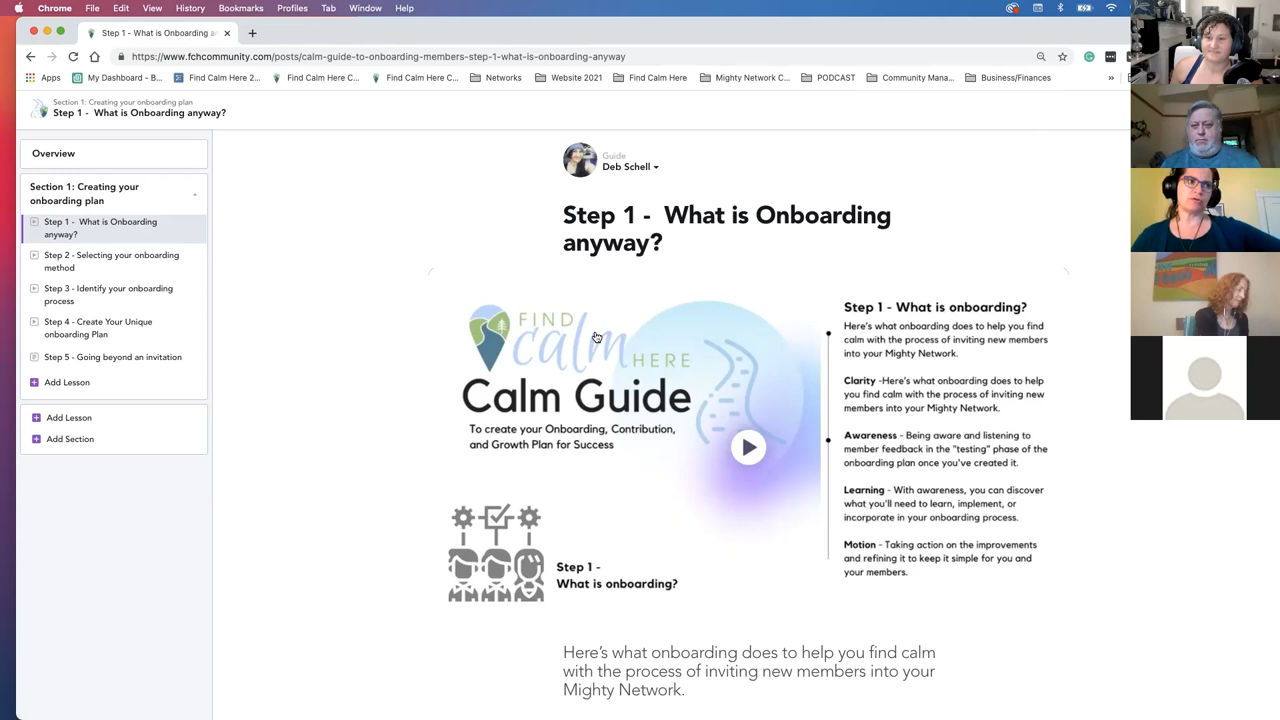 Chrome File Edit View History Bookmarks Profiles Tab Window Help
Step 1 - What is Onboarding a
https://www.fchcommunity.com/posts/calm-guide-to-onboarding-members-step-1-what-is-onboarding-anyway
Apps My Dashboard - B... Find Calm Here 2... Find Calm Here C... Find Calm Here C... Networks Website 2021 Find Calm Here Mighty Network C... PODCAST Community Mana... Business/Finances »
Section 1: Creating your onboarding plan
Step 1 - What is Onboarding anyway?
Overview
Section 1: Creating your
onboarding plan
Step 1 - What is Onboarding
anyway?
Step 2 - Selecting your onboarding
method
Step 3 - Identify your onboarding
process
Step 4 - Create Your Unique
onboarding Plan
Step 5 - Going beyond an invitation
Add Lesson
Add Lesson
Add Section
Guide
Deb Schell
Step 1 - What is Onboarding
anyway?
FIND
calm
HERE
Calm Guide
To create your Onboarding, Contribution,
and Growth Plan for Success
Step 1 -
What is onboarding?
Step 1 - What is onboarding?
Here's what onboarding does to help you find
calm with the process of inviting new members
into your Mighty Network.
Clarity -Here's what onboarding does to help
you find calm with the process of inviting new
members into your Mighty Network.
Awareness - Being aware and listening to
member feedback in the "testing" phase of the
onboarding plan once you've created it.
Learning - With awareness, you can discover
what you'll need to learn, implement, or
incorporate in your onboarding process.
Motion - Taking action on the improvements
and refining it to keep it simple for you and
your members.
Here's what onboarding does to help you find calm
with the process of inviting new members into your
Mighty Network.